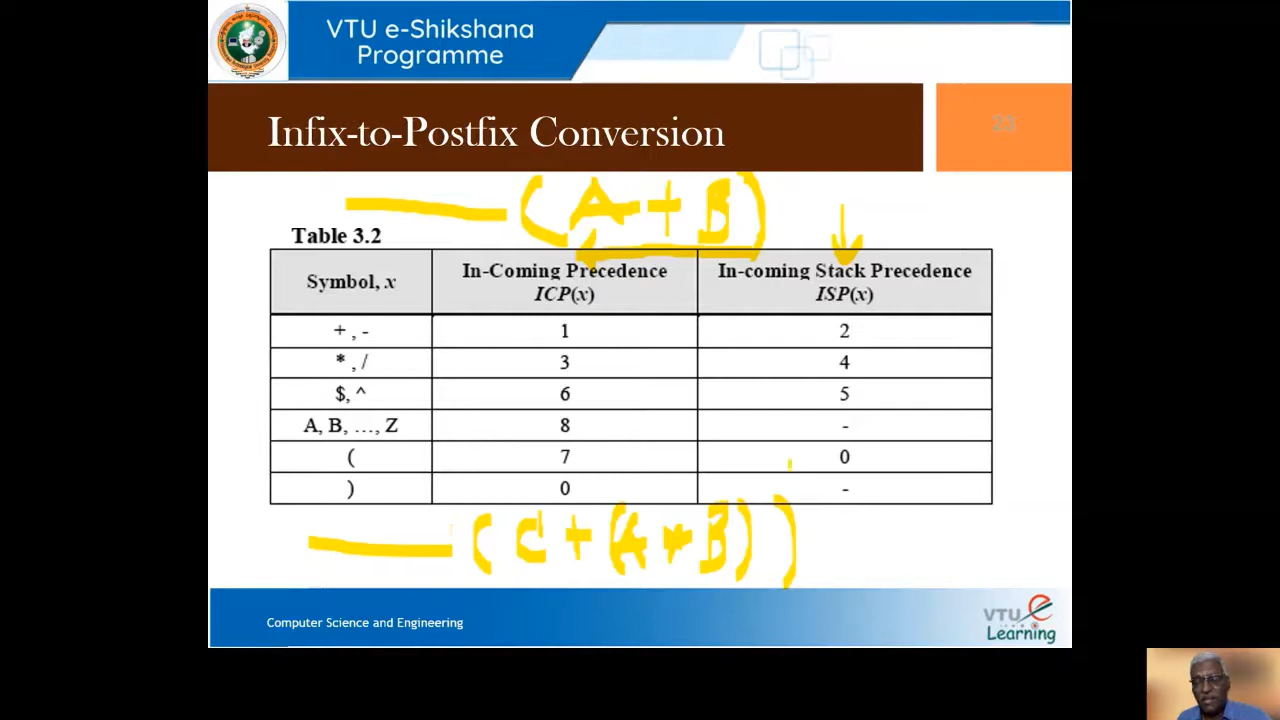 VTU e-Shikshana
Programme
Infix-to-Postfix Conversion
23
(A+B)
Table 3.2
Symbol, x In-Coming Precedence ICP(x) In-coming Stack Precedence ISP(x)
+ , - 1 2
* , / 3 4
$, ^ 6 5
A, B, …, Z 8 -
( 7 0
) 0 -
(C+(A*B))
Computer Science and Engineering
VTU e
Learning